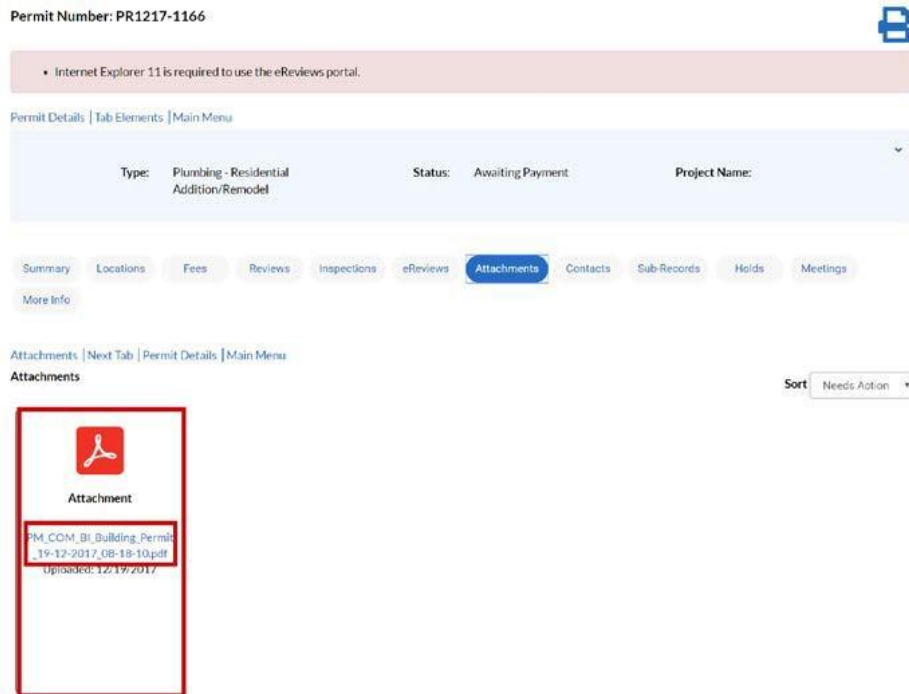 Permit Number: PR1217-1166
• Internet Explorer 11 is required to use the eReviews portal.
Permit Details | Tab Elements | Main Menu
Type: Plumbing - Residential Addition/Remodel Status: Awaiting Payment Project Name:
Summary Locations Fees Reviews Inspections eReviews Attachments Contacts Sub-Records Holds Meetings
More Info
Attachments | Next Tab | Permit Details | Main Menu
Attachments
Sort Needs Action
Attachment
PM_COM_BI_Building_Permit
_19-12-2017_08-18-10.pdf
Uploaded: 12/19/2017